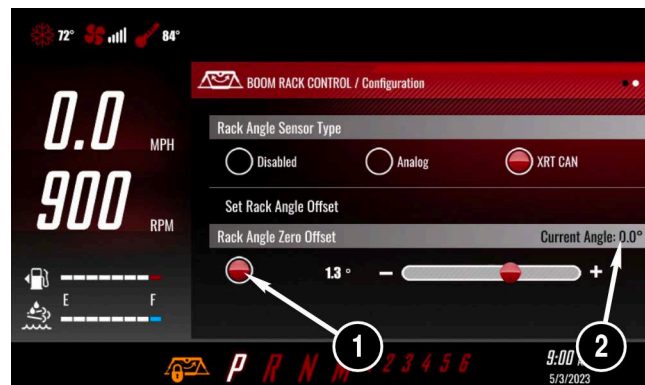 72° 84°
BOOM RACK CONTROL / Configuration
0.0 MPH
Rack Angle Sensor Type
Disabled Analog XRT CAN
900 RPM
Set Rack Angle Offset
Rack Angle Zero Offset Current Angle: 0.0°
1.3 ° − +
E F
1 2
P R N M 2 3 4 5 6 9:00
5/3/2023